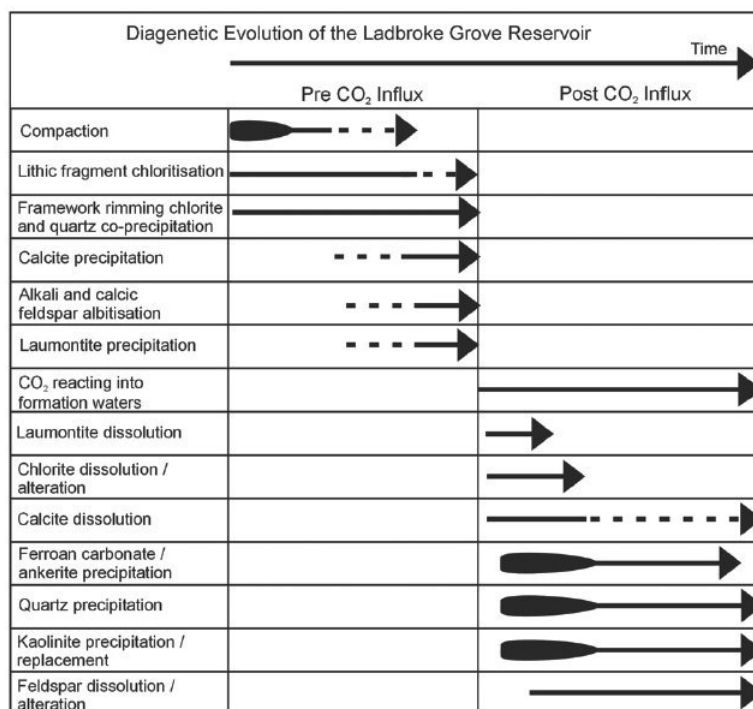 Diagenetic Evolution of the Ladbroke Grove Reservoir
Time
Pre CO₂ Influx
Post CO₂ Influx
Compaction
Lithic fragment chloritisation
Framework rimming chlorite
and quartz co-precipitation
Calcite precipitation
Alkali and calcic
feldspar albitisation
Laumontite precipitation
CO₂ reacting into
formation waters
Laumontite dissolution
Chlorite dissolution /
alteration
Calcite dissolution
Ferroan carbonate /
ankerite precipitation
Quartz precipitation
Kaolinite precipitation /
replacement
Feldspar dissolution /
alteration